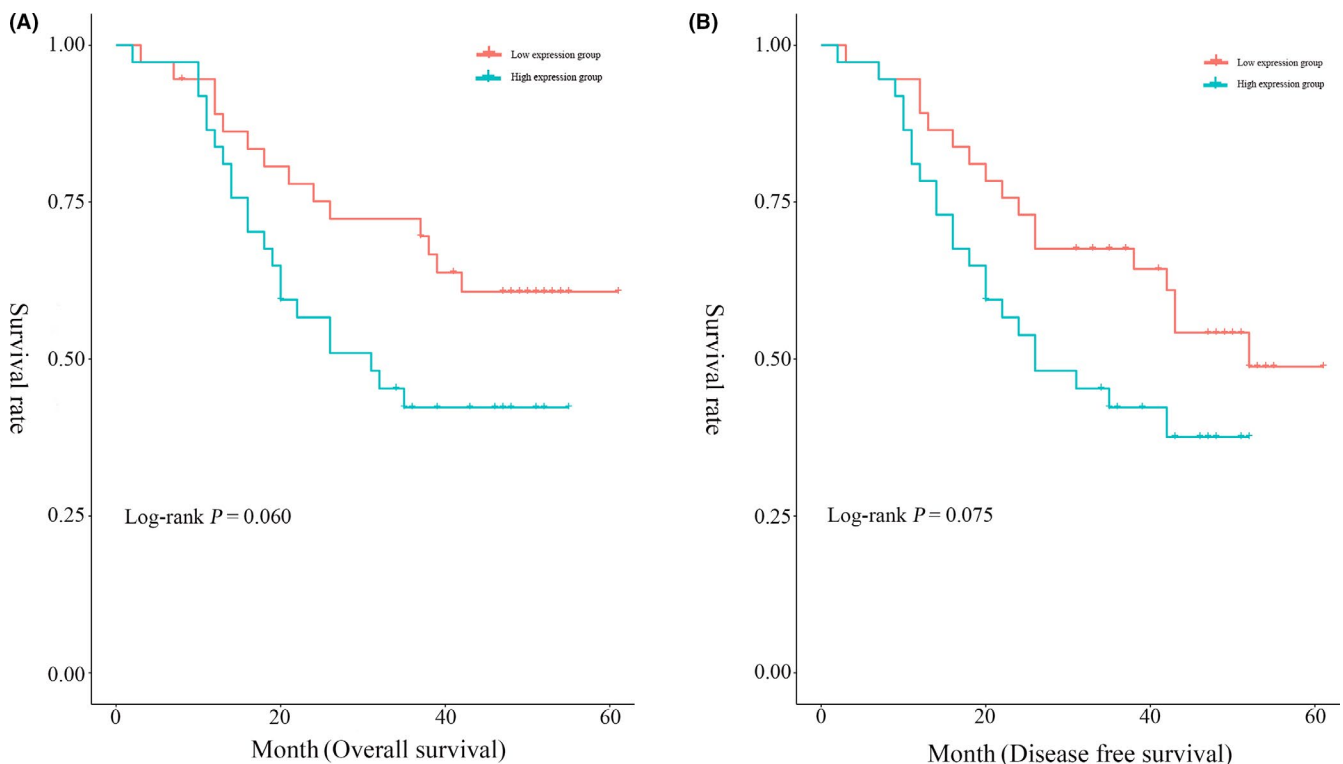 (A)
1.00
0.75
0.50
0.25
0.00
Survival rate
Low expression group
High expression group
Log-rank P = 0.060
0 20 40 60
Month (Overall survival)
(B)
1.00
0.75
0.50
0.25
0.00
Survival rate
Low expression group
High expression group
Log-rank P = 0.075
0 20 40 60
Month (Disease free survival)